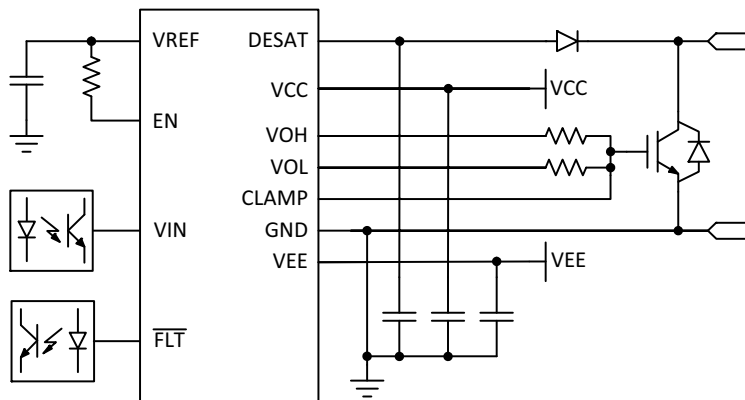 VREF
DESAT
VCC
VCC
EN
VOH
VOL
CLAMP
VIN
GND
VEE
VEE
FLT